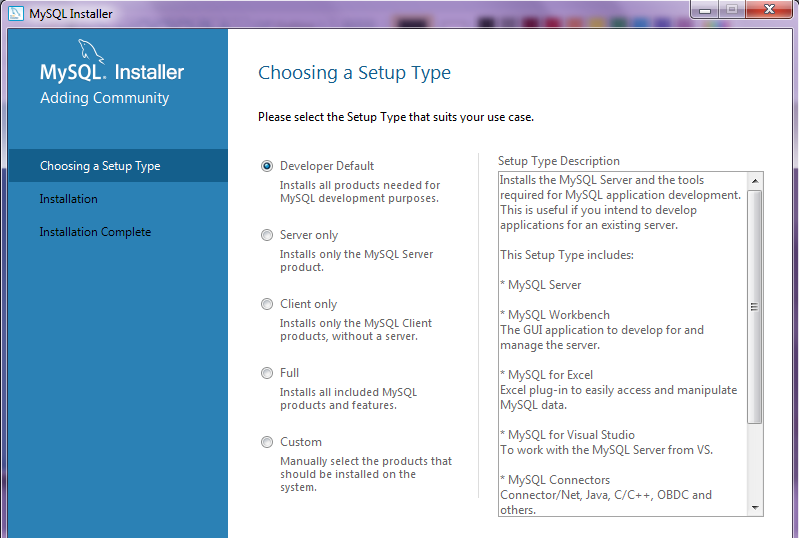 MySQL Installer
MySQL. Installer
Adding Community
Choosing a Setup Type
Installation
Installation Complete
Choosing a Setup Type
Please select the Setup Type that suits your use case.
Developer Default
Installs all products needed for
MySQL development purposes.
Server only
Installs only the MySQL Server
product.
Client only
Installs only the MySQL Client
products, without a server.
Full
Installs all included MySQL
products and features.
Custom
Manually select the products that
should be installed on the
system.
Setup Type Description
Installs the MySQL Server and the tools
required for MySQL application development.
This is useful if you intend to develop
applications for an existing server.
This Setup Type includes:
* MySQL Server
* MySQL Workbench
The GUI application to develop for and
manage the server.
* MySQL for Excel
Excel plug-in to easily access and manipulate
MySQL data.
* MySQL for Visual Studio
To work with the MySQL Server from VS.
* MySQL Connectors
Connector/Net, Java, C/C++, OBDC and
others.